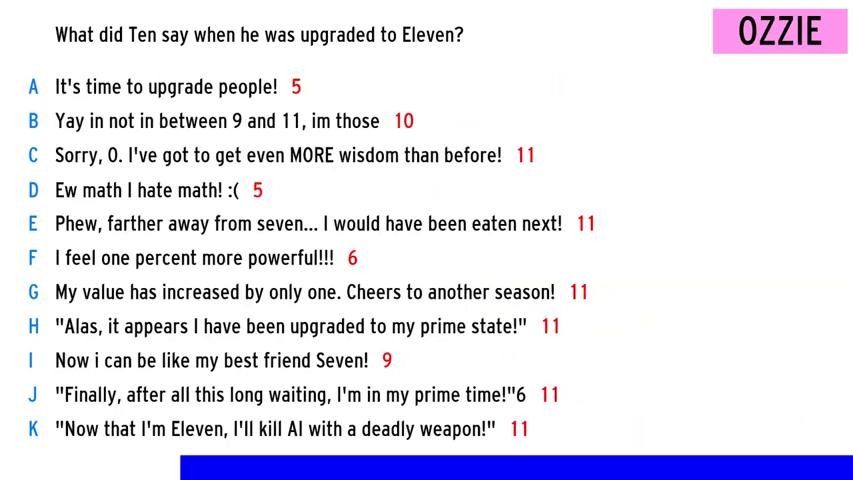 What did Ten say when he was upgraded to Eleven?
OZZIE
A It's time to upgrade people! 5
B Yay in not in between 9 and 11, im those 10
C Sorry, 0. I've got to get even MORE wisdom than before! 11
D Ew math I hate math! :( 5
E Phew, farther away from seven... I would have been eaten next! 11
F I feel one percent more powerful!!! 6
G My value has increased by only one. Cheers to another season! 11
H "Alas, it appears I have been upgraded to my prime state!" 11
I Now i can be like my best friend Seven! 9
J "Finally, after all this long waiting, I'm in my prime time!"6 11
K "Now that I'm Eleven, I'll kill AI with a deadly weapon!" 11